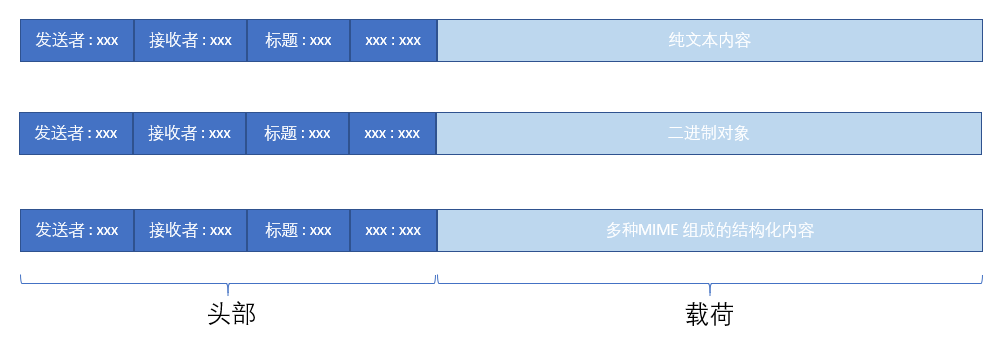 发送者 : xxx 接收者 : xxx 标题 : xxx xxx : xxx 纯文本内容
发送者 : xxx 接收者 : xxx 标题 : xxx xxx : xxx 二进制对象
发送者 : xxx 接收者 : xxx 标题 : xxx xxx : xxx 多种MIME 组成的结构化内容
头部 载荷